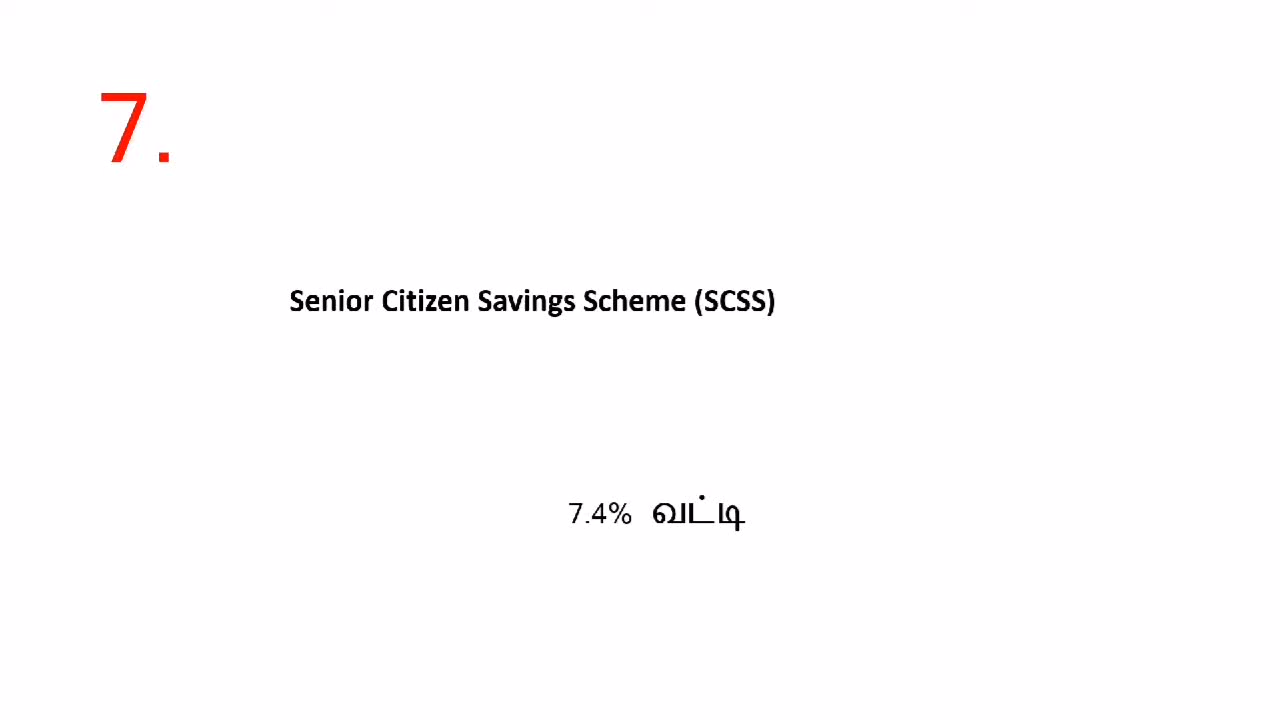 7.
Senior Citizen Savings Scheme (SCSS)
7.4% வட்டி